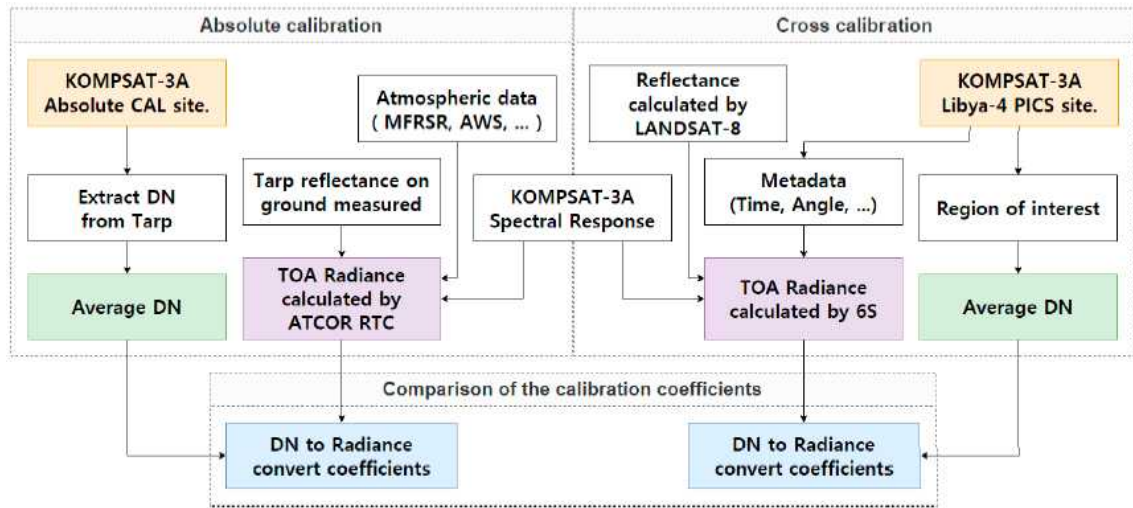 Absolute calibration
Cross calibration
KOMPSAT-3A
Absolute CAL site.
Atmospheric data
( MFRSR, AWS, ... )
Reflectance
calculated by
LANDSAT-8
KOMPSAT-3A
Libya-4 PICS site.
Extract DN
from Tarp
Tarp reflectance on
ground measured
KOMPSAT-3A
Spectral Response
Metadata
(Time, Angle, ...)
Region of interest
Average DN
TOA Radiance
calculated by
ATCOR RTC
TOA Radiance
calculated by 6S
Average DN
Comparison of the calibration coefficients
DN to Radiance
convert coefficients
DN to Radiance
convert coefficients